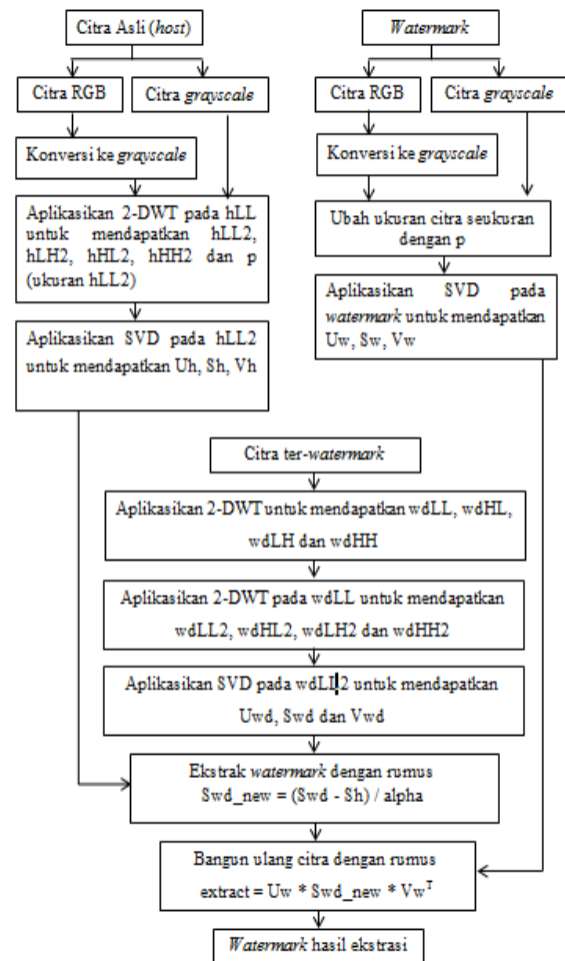 Citra Asli (host)
Citra RGB
Citra grayscale
Konversi ke grayscale
Aplikasikan 2-DWT pada hLL
untuk mendapatkan hLL2,
hLH2, hHL2, hHH2 dan p
(ukuran hLL2)
Aplikasikan SVD pada hLL2
untuk mendapatkan Uh, Sh, Vh
Watermark
Citra RGB
Citra grayscale
Konversi ke grayscale
Ubah ukuran citra seukuran
dengan p
Aplikasikan SVD pada
watermark untuk mendapatkan
Uw, Sw, Vw
Citra ter-watermark
Aplikasikan 2-DWT untuk mendapatkan wdLL, wdHL,
wdLH dan wdHH
Aplikasikan 2-DWT pada wdLL untuk mendapatkan
wdLL2, wdHL2, wdLH2 dan wdHH2
Aplikasikan SVD pada wdLL2 untuk mendapatkan
Uwd, Swd dan Vwd
Ekstrak watermark dengan rumus
Swd_new = (Swd - Sh) / alpha
Bangun ulang citra dengan rumus
extract = Uw * Swd_new * Vwᵀ
Watermark hasil ekstrasi